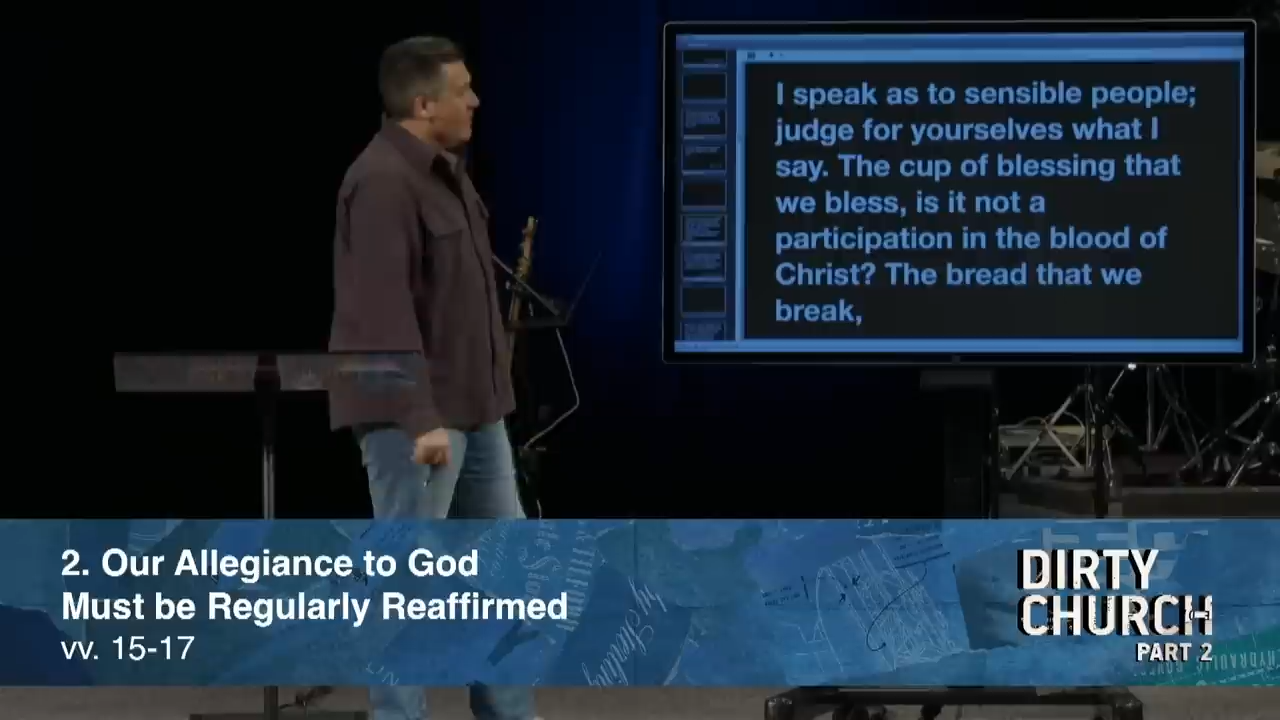 I speak as to sensible people;
judge for yourselves what I
say. The cup of blessing that
we bless, is it not a
participation in the blood of
Christ? The bread that we
break,
2. Our Allegiance to God
Must be Regularly Reaffirmed
vv. 15-17
DIRTY
CHURCH
PART 2